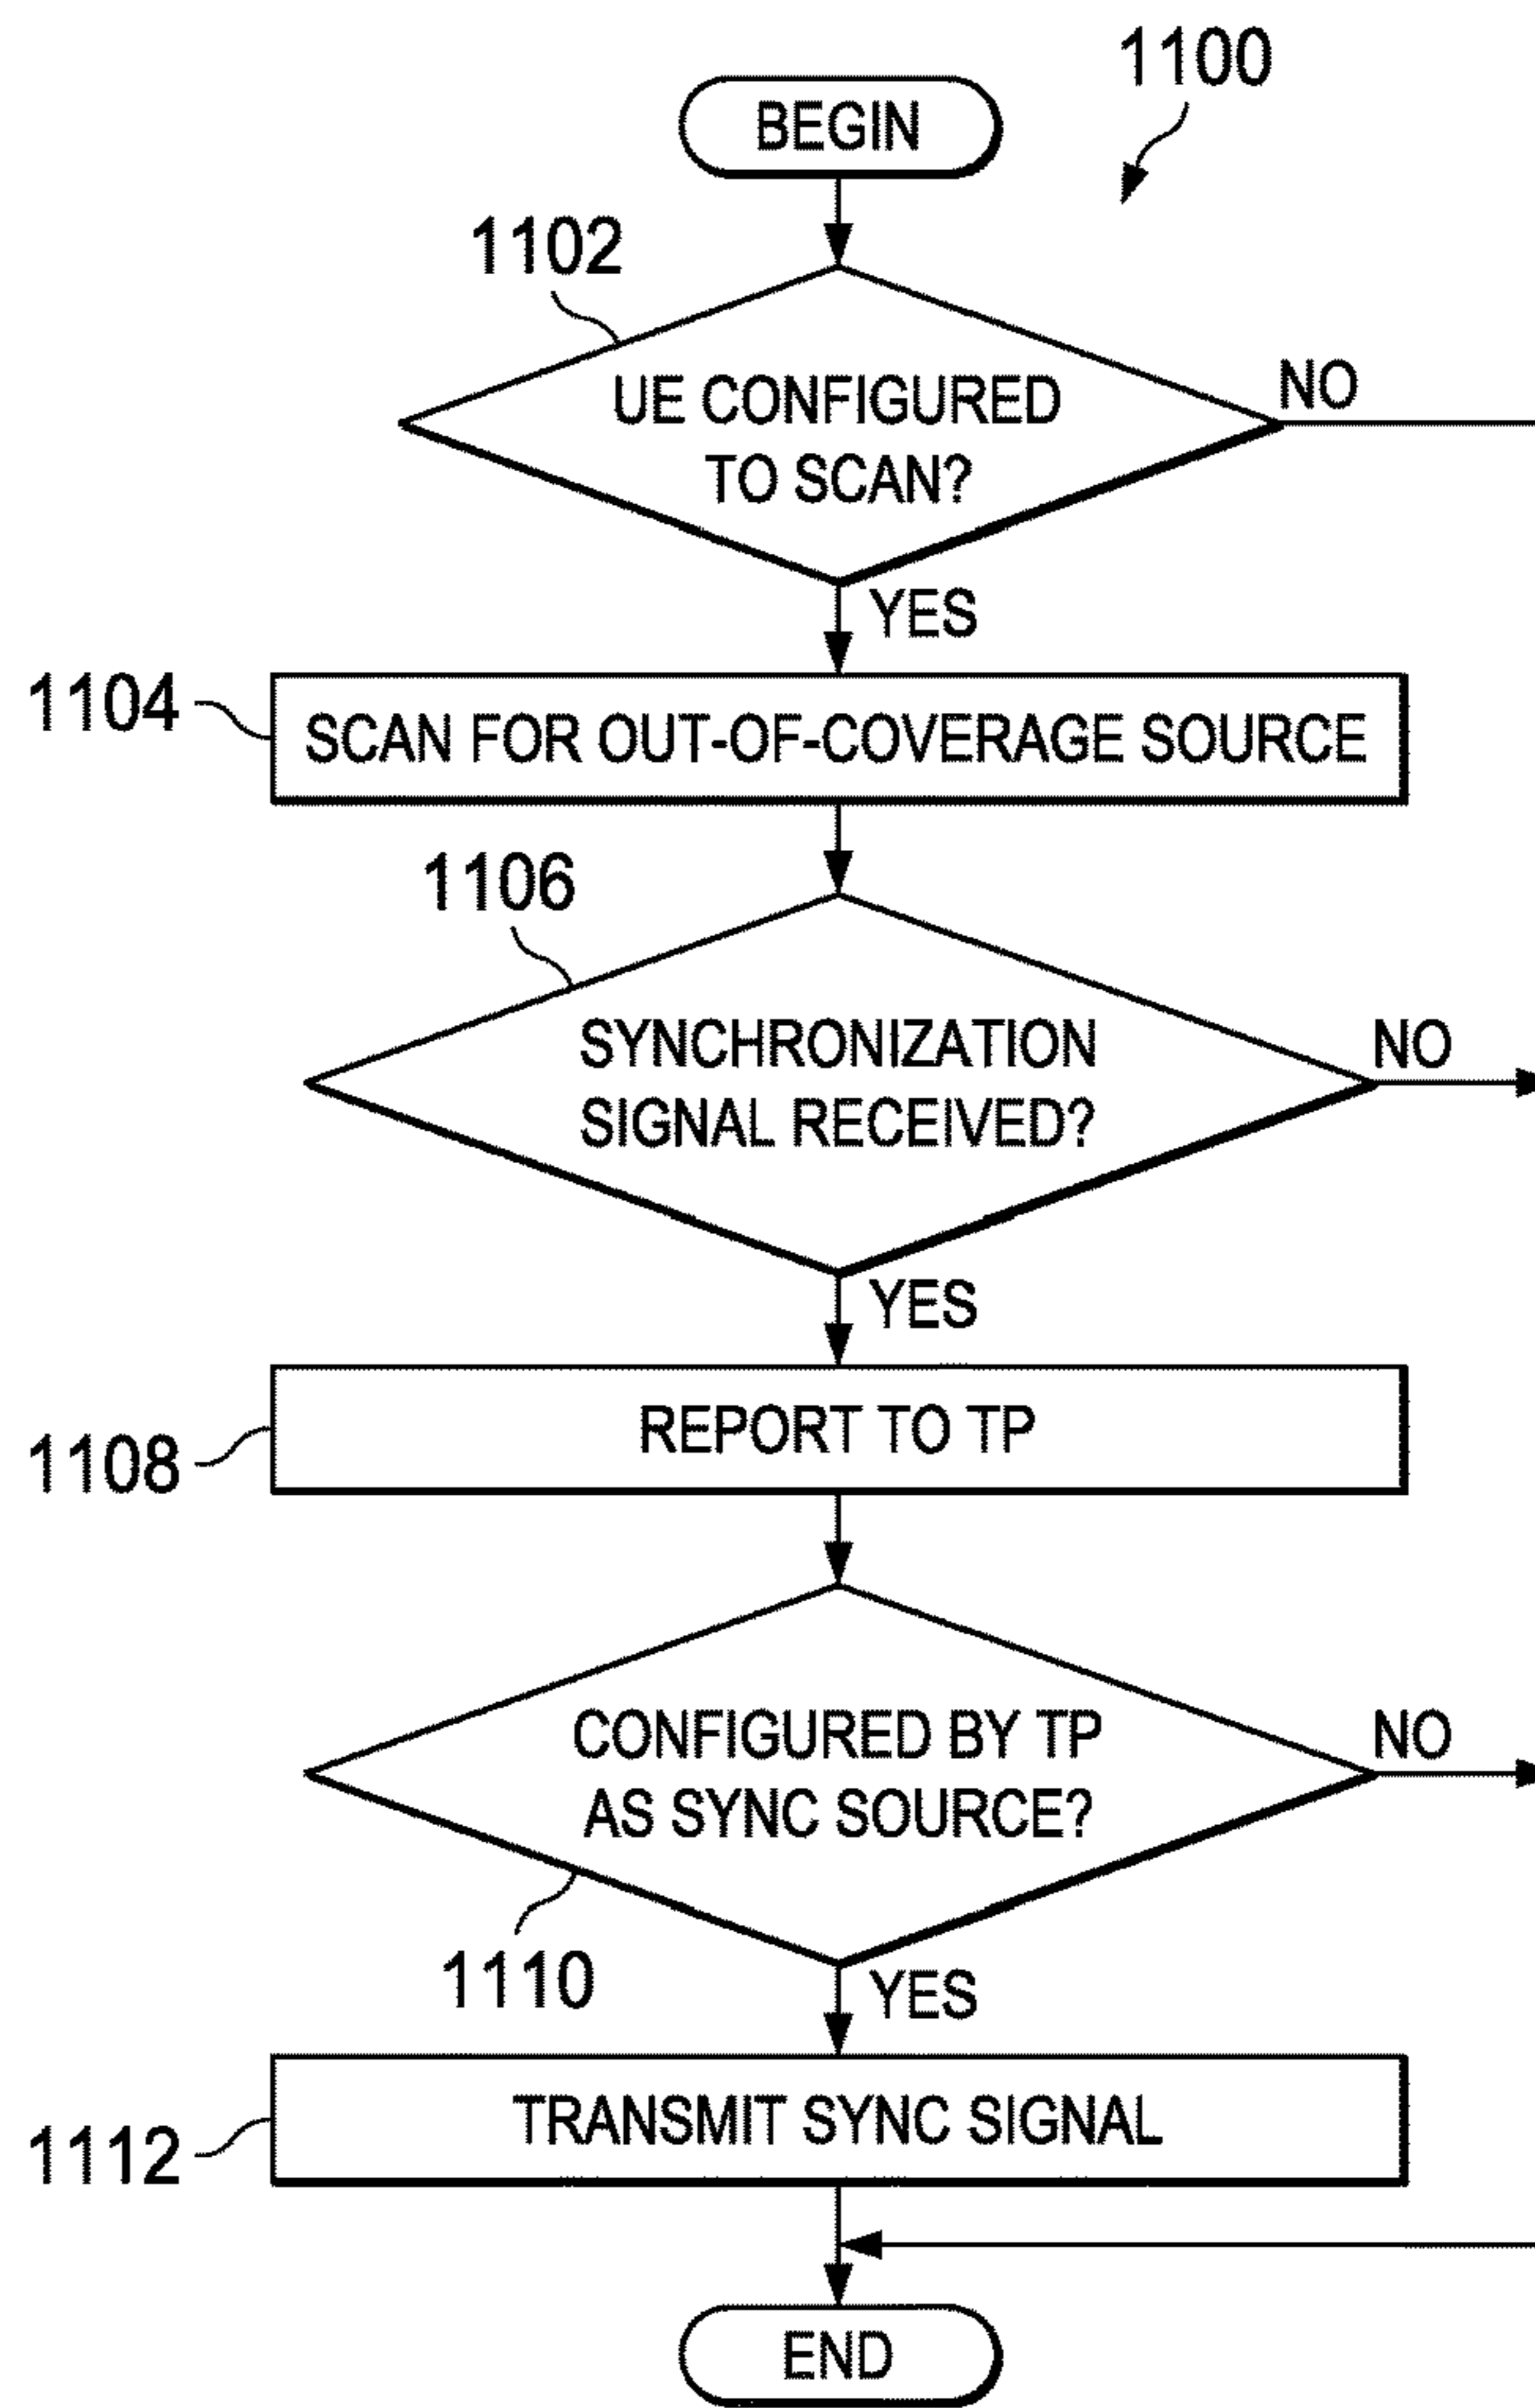 1100
BEGIN
1102
UE CONFIGURED
TO SCAN?
NO
YES
1104
SCAN FOR OUT-OF-COVERAGE SOURCE
1106
SYNCHRONIZATION
SIGNAL RECEIVED?
NO
YES
1108
REPORT TO TP
CONFIGURED BY TP
AS SYNC SOURCE?
NO
1110
YES
1112
TRANSMIT SYNC SIGNAL
END